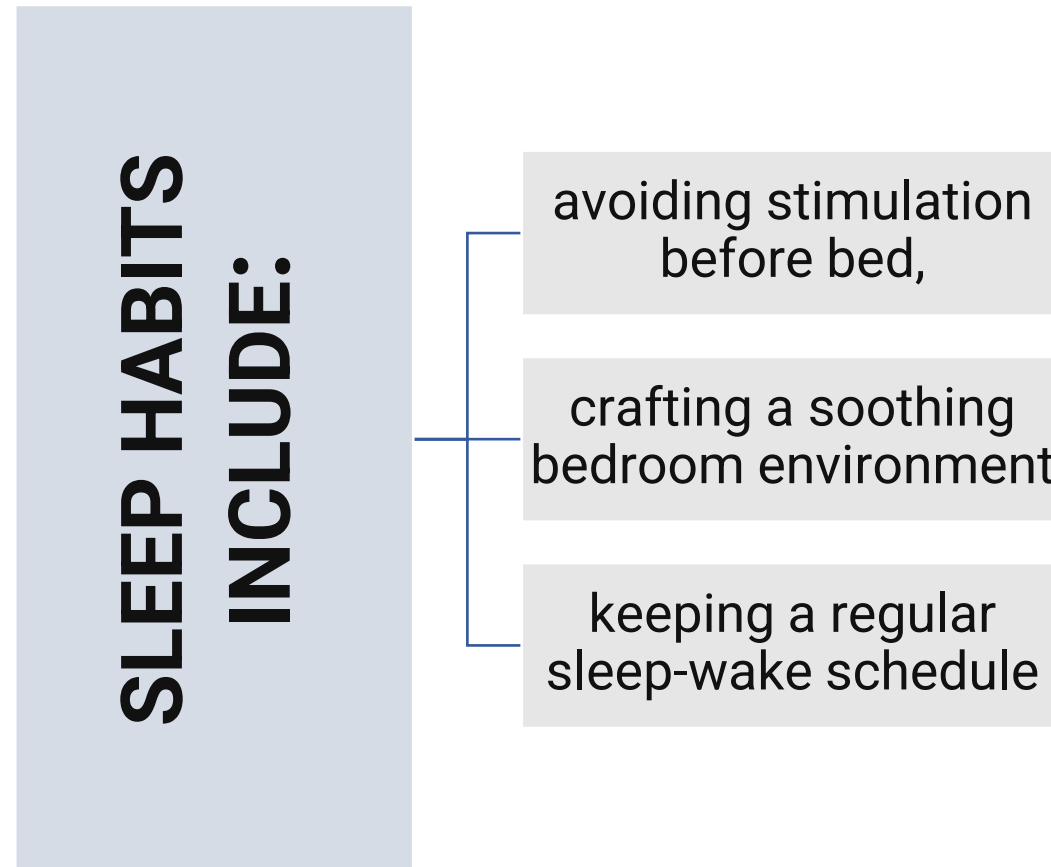 SLEEP HABITS
INCLUDE:
avoiding stimulation
before bed,
crafting a soothing
bedroom environment
keeping a regular
sleep-wake schedule